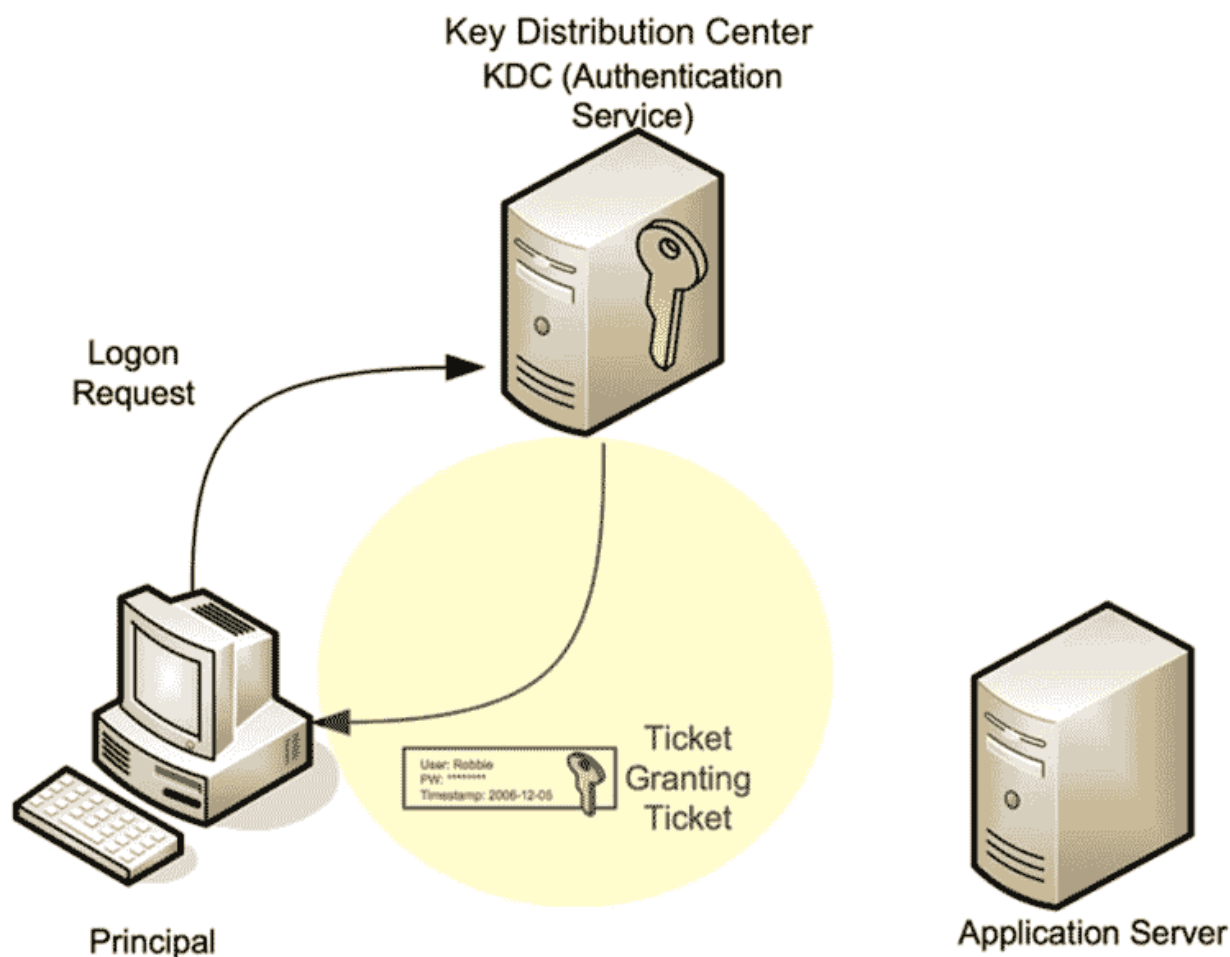 Key Distribution Center
KDC (Authentication
Service)
Logon
Request
User: Robbie
PW: ********
Timestamp: 2006-12-05
Ticket
Granting
Ticket
Principal
Application Server